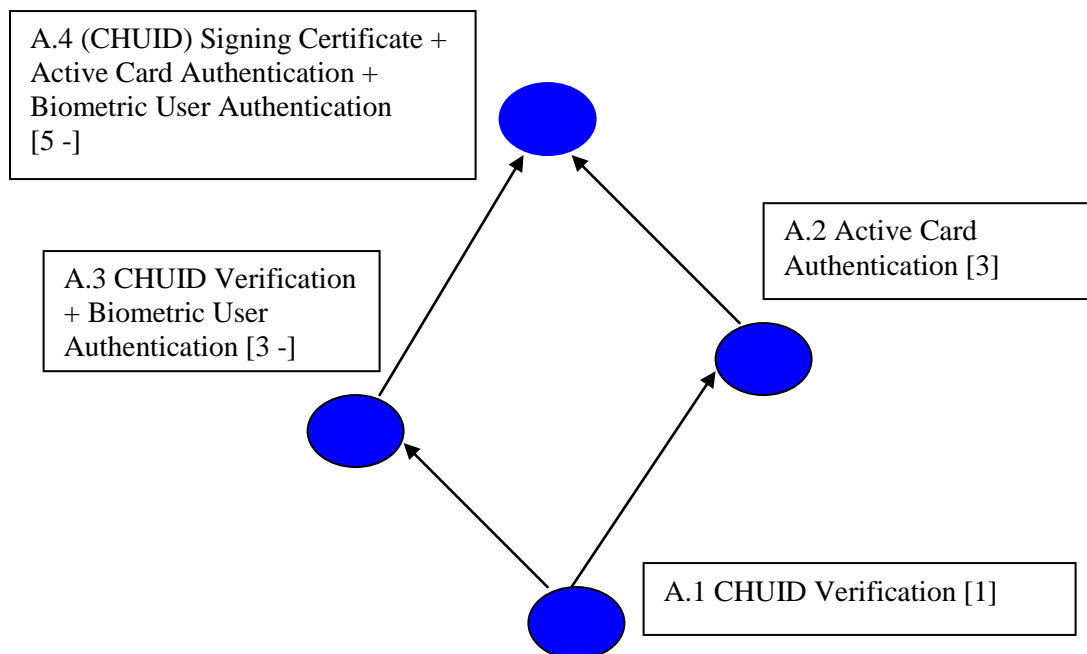 A.4 (CHUID) Signing Certificate +
Active Card Authentication +
Biometric User Authentication
[5 -]
A.2 Active Card
Authentication [3]
A.3 CHUID Verification
+ Biometric User
Authentication [3 -]
A.1 CHUID Verification [1]